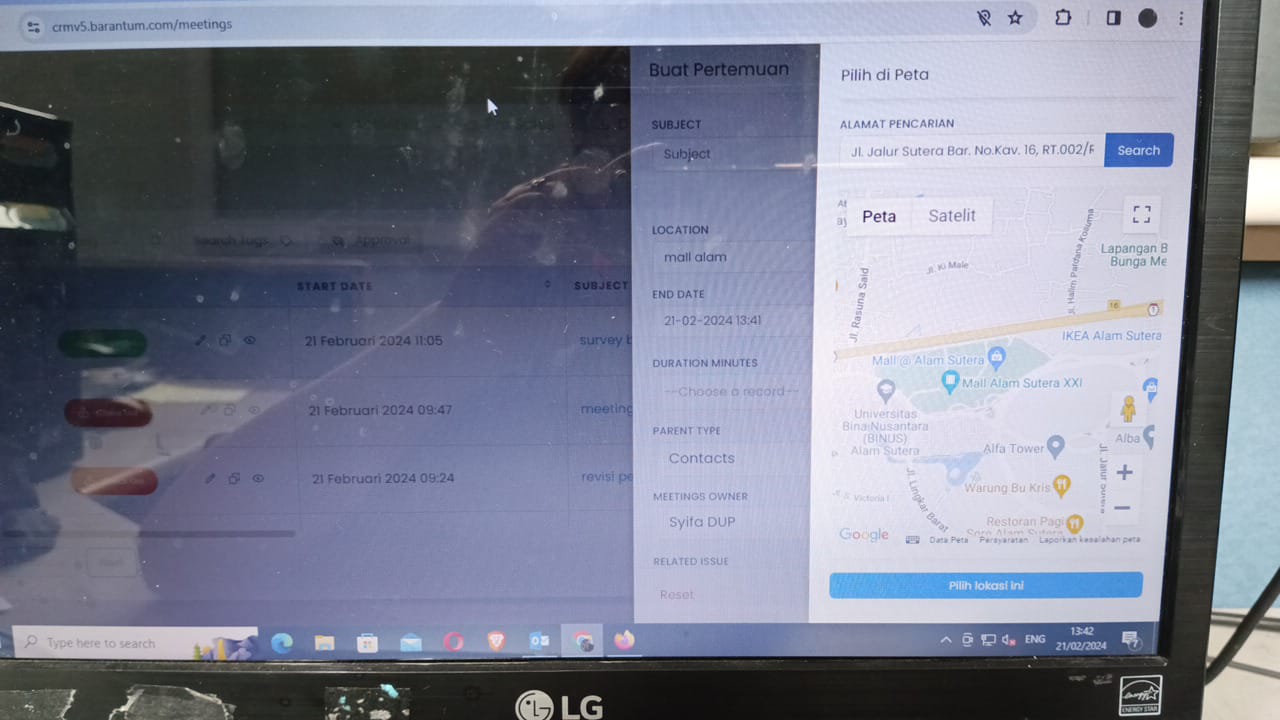 crmv5.barantum.com/meetings
Buat Pertemuan
SUBJECT
Subject
LOCATION
mall alam
END DATE
21-02-2024 13:41
DURATION MINUTES
---Choose a record---
PARENT TYPE
Contacts
MEETINGS OWNER
Syifa DUP
RELATED ISSUE
Reset
Pilih di Peta
ALAMAT PENCARIAN
Jl. Jalur Sutera Bar. No.Kav. 16, RT.002/R
Search
Peta Satelit
Lapangan B
Bunga Me
Jl. Ki Male
Jl. Rasuna Said
Jl. Halim Perdana Kusuma
16
1
IKEA Alam Sutera
Mall @ Alam Sutera
Mall Alam Sutera XXI
Universitas
Bina Nusantara
(BINUS)
Alam Sutera
Alba
Alfa Tower
Warung Bu Kris
Jl. Lingkar Barat
Restoran Pagi
Sore Alam Sutera
Google
Data Peta Persyaratan Laporkan kesalahan peta
Pilih lokasi ini
Search Tags Approval
START DATE SUBJECT
21 Februari 2024 11:05 survey b
21 Februari 2024 09:47 meeting
21 Februari 2024 09:24 revisi pe
Type here to search
ENG
13:42
21/02/2024
LG
energy
ENERGY STAR